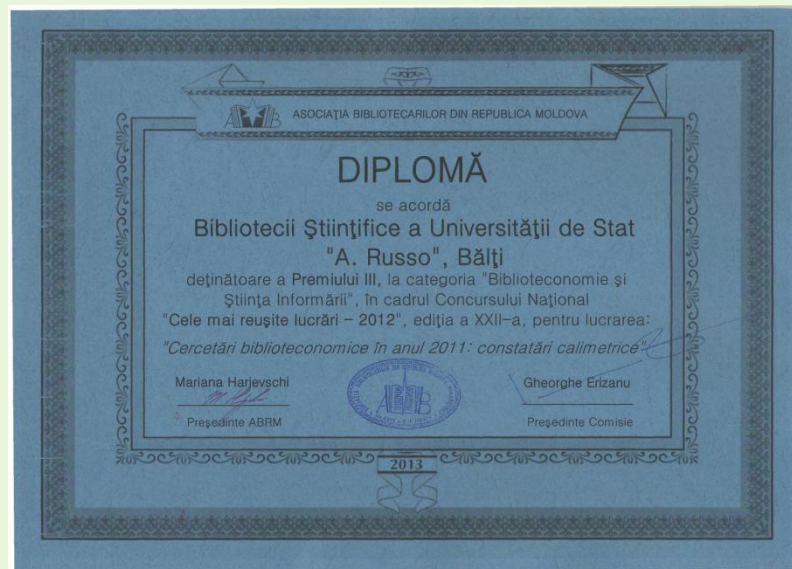 ASOCIAŢIA BIBLIOTECARILOR DIN REPUBLICA MOLDOVA
DIPLOMĂ
se acordă
Bibliotecii Ştiinţifice a Universităţii de Stat
"A. Russo", Bălţi
deţinătoare a Premiului III, la categoria "Biblioteconomie şi
Ştiinţa Informării", în cadrul Concursului Naţional
"Cele mai reuşite lucrări – 2012", ediţia a XXII-a, pentru lucrarea:
"Cercetări biblioteconomice în anul 2011: constatări calimetrice"
Mariana Harjevschi
Gheorghe Erizanu
Preşedinte ABRM
Preşedinte Comisie
2013